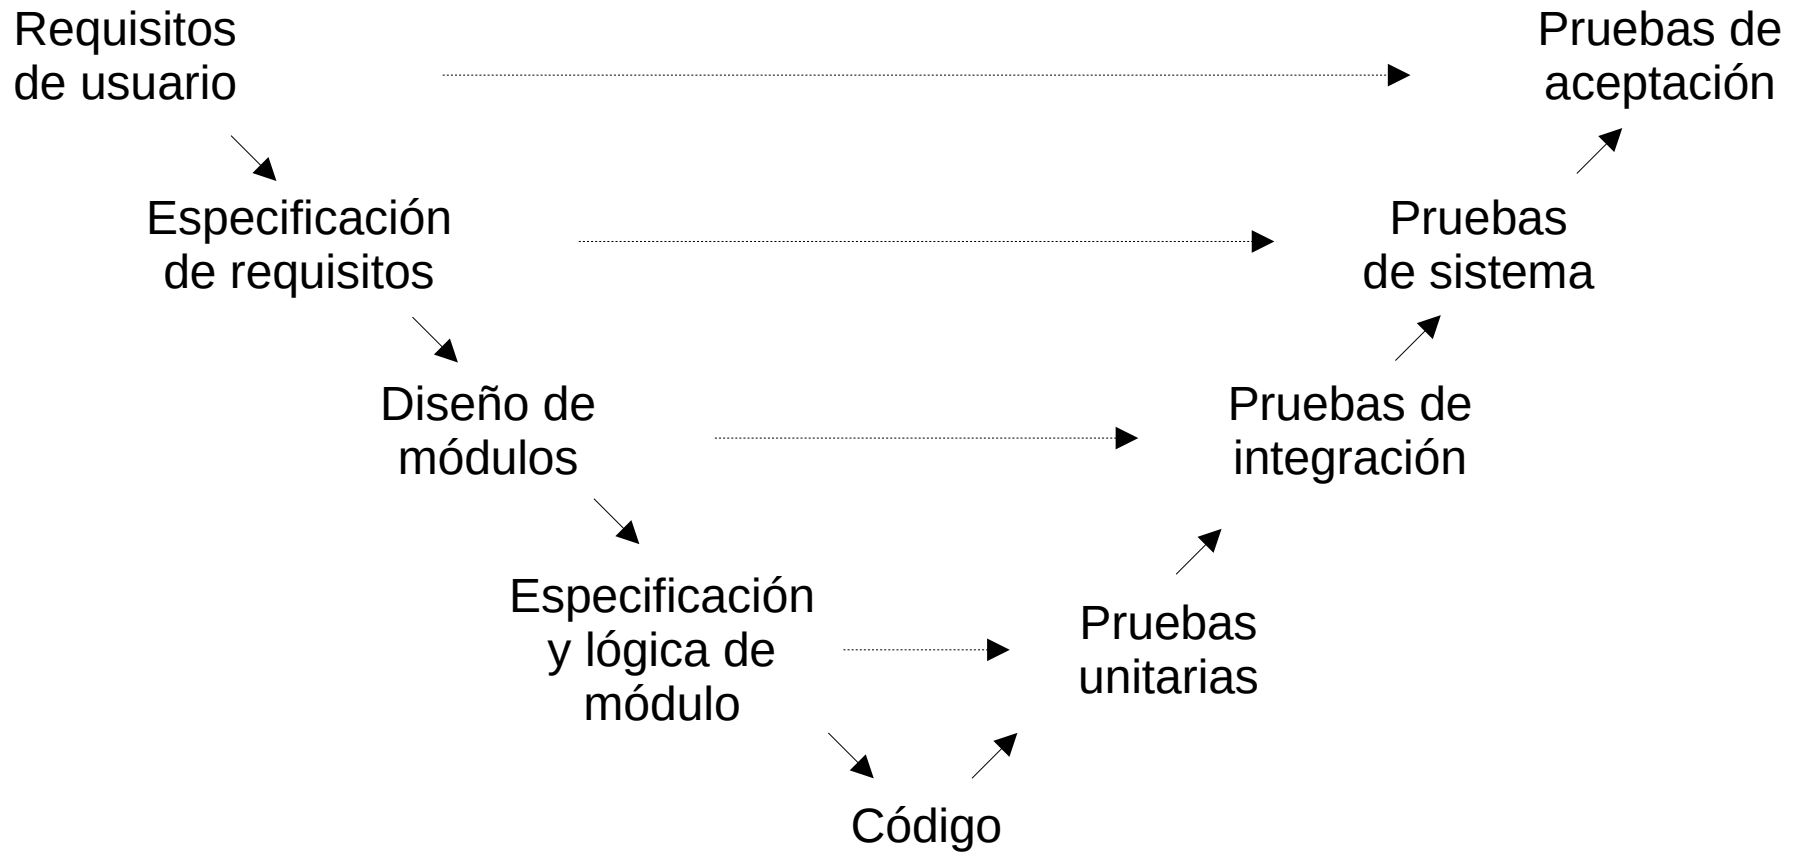 Requisitos
de usuario
Pruebas de
aceptación
Especificación
de requisitos
Pruebas
de sistema
Diseño de
módulos
Pruebas de
integración
Especificación
y lógica de
módulo
Pruebas
unitarias
Código